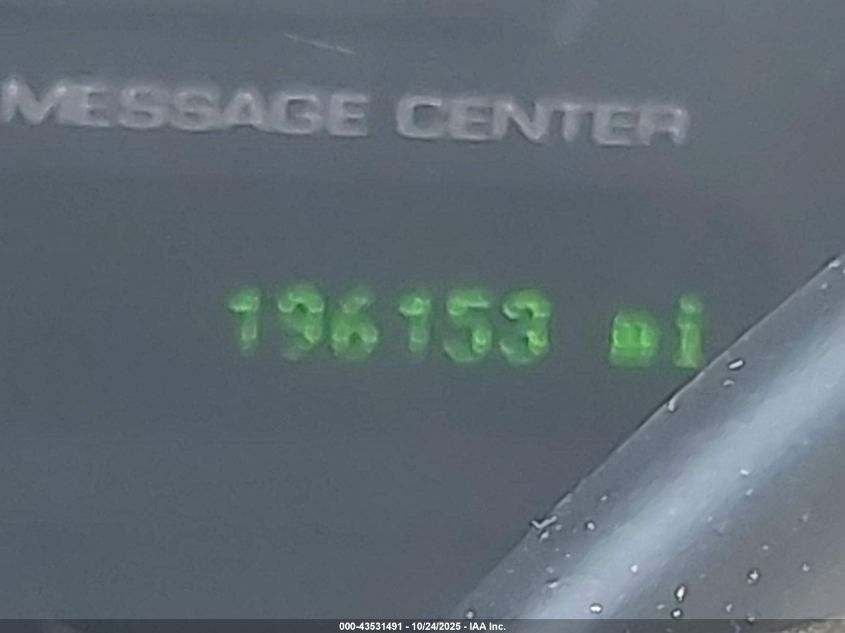 MESSAGE CENTER
196153 mi
000-43531491 - 10/24/2025 - IAA Inc.